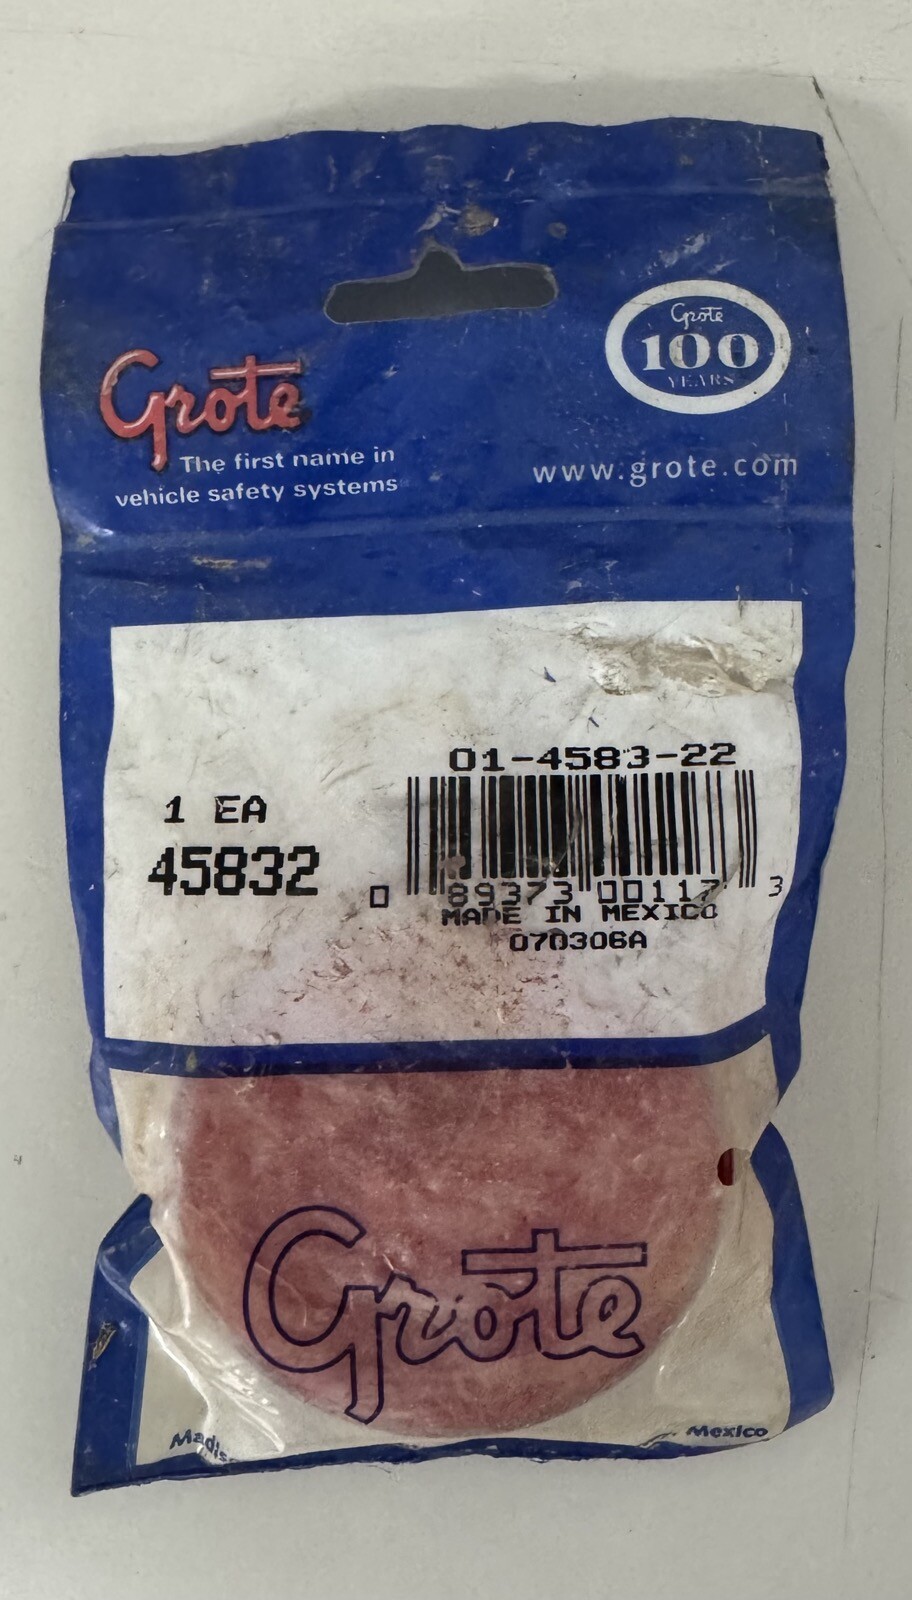 Grote
100
YEARS
Grote
The first name in
vehicle safety systems
www.grote.com
01-4583-22
1 EA
45832
0 89373 00117 3
MADE IN MEXICO
070306A
Grote
Mexico